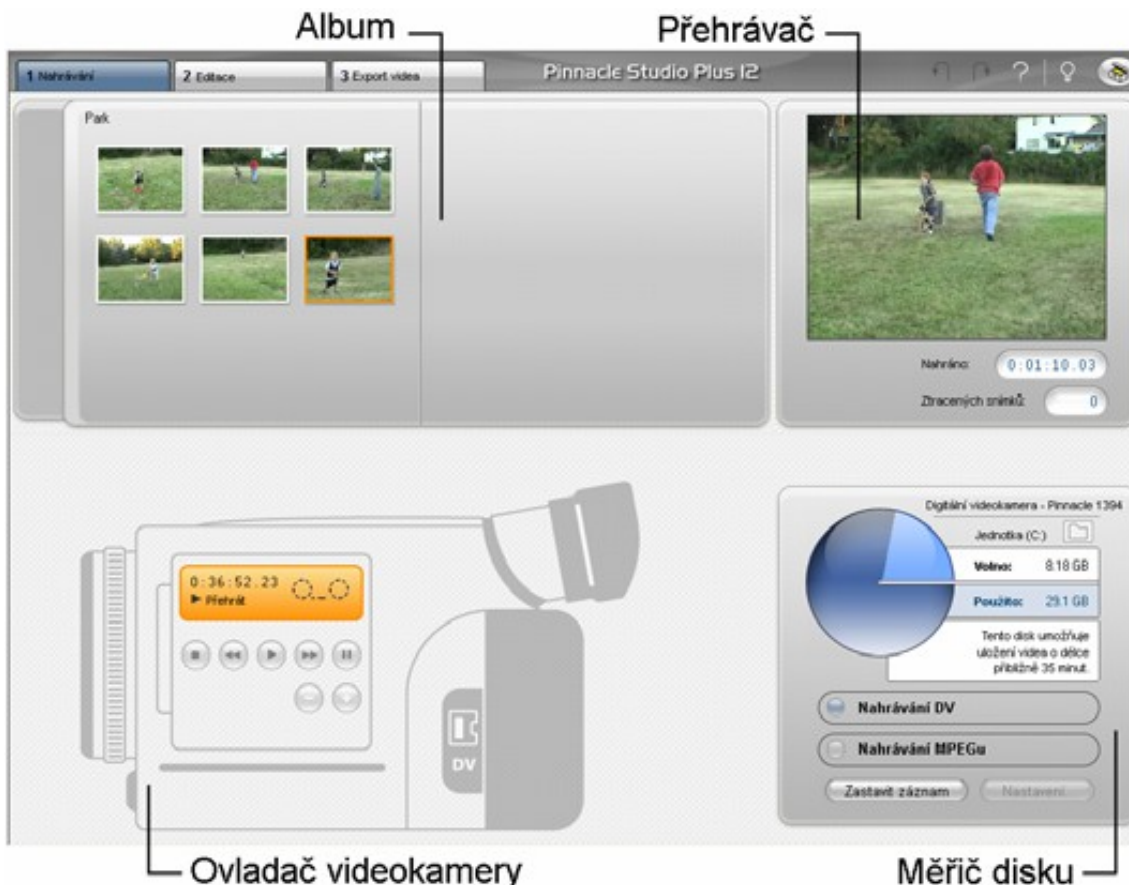 Album
Přehrávač
1 Nahrávání
2 Editace
3 Export videa
Pinnacle Studio Plus 12
Park
Nahráno: 0:01:10.03
Ztracených snímků: 0
Digitální videokamera - Pinnacle 1394
Jednotka (C:)
Volno: 8.18 GB
Použito: 29.1 GB
Tento disk umožňuje
uložení videa o délce
přibližně 35 minut.
0:36:52.23
Přehrát
Nahrávání DV
Nahrávání MPEGu
DV
Zastavit záznam
Nastavení
Ovladač videokamery
Měřič disku